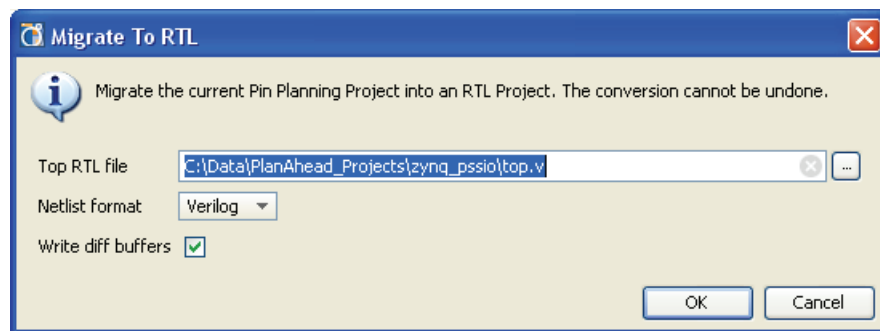 Migrate To RTL
Migrate the current Pin Planning Project into an RTL Project. The conversion cannot be undone.
Top RTL file C:\Data\PlanAhead_Projects\zynq_pssio\top.v ...
Netlist format Verilog
Write diff buffers
OK Cancel